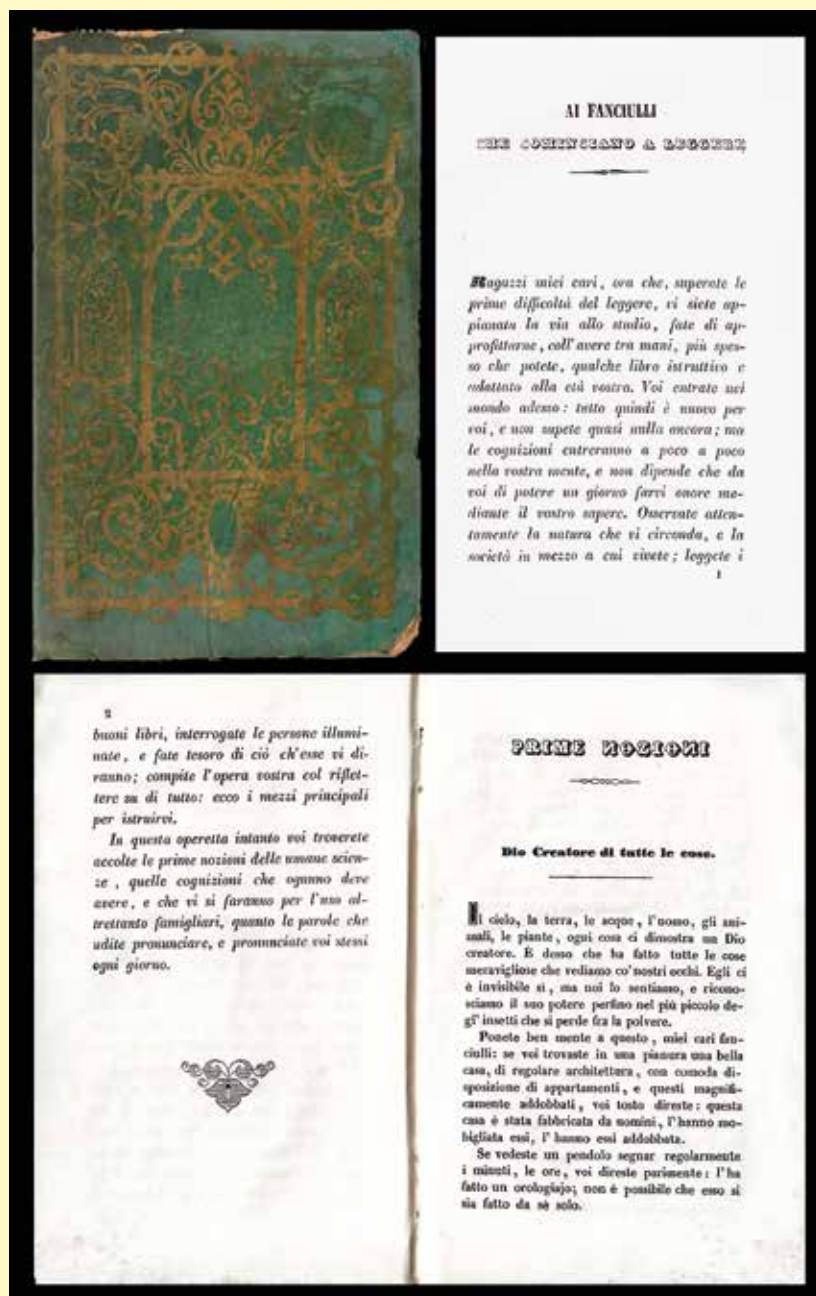 AI FANCIULLI
CHE COMINCIANO A LEGGERE
Ragazzi miei cari, ora che, superate le
prime difficoltà del leggere, vi siete ap-
pianata la via allo studio, fate di ap-
profittarne, coll'avere tra mani, più spes-
so che potete, qualche libro istruttivo e
adattato alla età vostra. Voi entrate nel
mondo adesso: tutto quindi è nuovo per
voi, e non sapete quasi nulla ancora; ma
le cognizioni entreranno a poco a poco
nella vostra mente, e non dipende che da
voi di potere un giorno farvi onore me-
diante il vostro sapere. Osservate atten-
tamente la natura che vi circonda, e la
società in mezzo a cui vivete; leggete i
1
2
buoni libri, interrogate le persone illumi-
nate, e fate tesoro di ciò ch'esse vi di-
ranno; compite l'opera vostra col riflet-
tere su di tutto: ecco i mezzi principali
per istruirvi.
In questa operetta intanto voi troverete
accolte le prime nozioni delle umane scien-
ze, quelle cognizioni che ognuno deve
avere, e che vi si faranno per l'uso al-
trettanto famigliari, quanto le parole che
udite pronunciare, e pronunciate voi stessi
ogni giorno.
PRIME NOZIONI
Dio Creatore di tutte le cose.
Il cielo, la terra, le acque, l'uomo, gli ani-
mali, le piante, ogni cosa ci dimostra un Dio
creatore. È desso che ha fatto tutte le cose
meravigliose che vediamo co'nostri occhi. Egli ci
è invisibile sì, ma noi lo sentiamo, e ricono-
sciamo il suo potere perfino nel più piccolo de-
gl'insetti che si perde fra la polvere.
Ponete ben mente a questo, miei cari fan-
ciulli: se voi trovaste in una pianura una bella
casa, di regolare architettura, con comoda di-
sposizione di appartamenti, e questi magnifi-
camente addobbati, voi tosto direste: questa
casa è stata fabbricata da uomini, l'hanno mo-
bigliata essi, l'hanno essi addobbata.
Se vedeste un pendolo segnar regolarmente
i minuti, le ore, voi direste parimente: l'ha
fatto un orologiajo; non è possibile che esso si
sia fatto da sè solo.